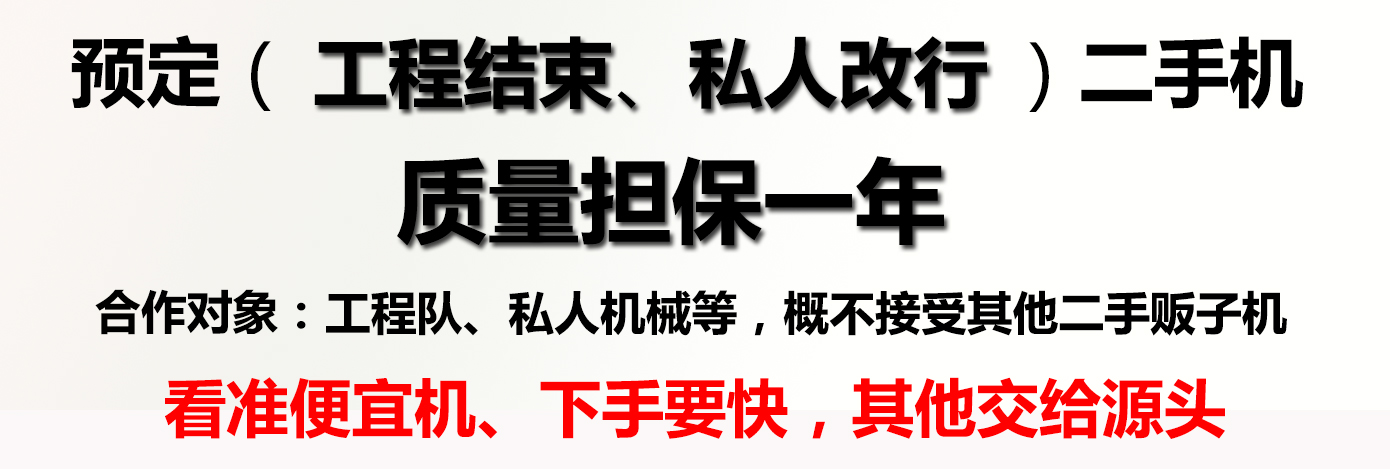 预定（ 工程结束、私人改行 ）二手机
质量担保一年
合作对象：工程队、私人机械等，概不接受其他二手贩子机
看准便宜机、下手要快，其他交给源头